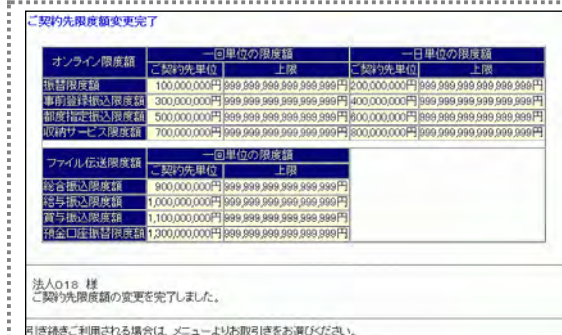 ご契約先限度額変更完了
オンライン限度額 一回単位の限度額 一日単位の限度額
ご契約先単位 上限 ご契約先単位 上限
振替限度額 100,000,000円 999,999,999,999,999,999円 200,000,000円 999,999,999,999,999,999円
事前登録振込限度額 300,000,000円 999,999,999,999,999,999円 400,000,000円 999,999,999,999,999,999円
都度指定振込限度額 500,000,000円 999,999,999,999,999,999円 600,000,000円 999,999,999,999,999,999円
収納サービス限度額 700,000,000円 999,999,999,999,999,999円 800,000,000円 999,999,999,999,999,999円
ファイル伝送限度額 一回単位の限度額
ご契約先単位 上限
総合振込限度額 900,000,000円 999,999,999,999,999,999円
給与振込限度額 1,000,000,000円 999,999,999,999,999,999円
賞与振込限度額 1,100,000,000円 999,999,999,999,999,999円
預金口座振替限度額 1,300,000,000円 999,999,999,999,999,999円
法人018 様
ご契約先限度額の変更を完了しました。
引き続きご利用される場合は、メニューよりお取引きをお選びください。